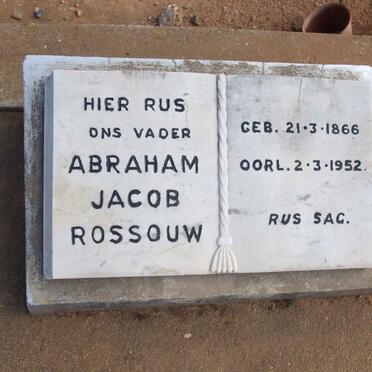 HIER RUS
ONS VADER
ABRAHAM
JACOB
ROSSOUW
GEB. 21·3·1866
OORL. 2·3·1952.
RUS SAG.